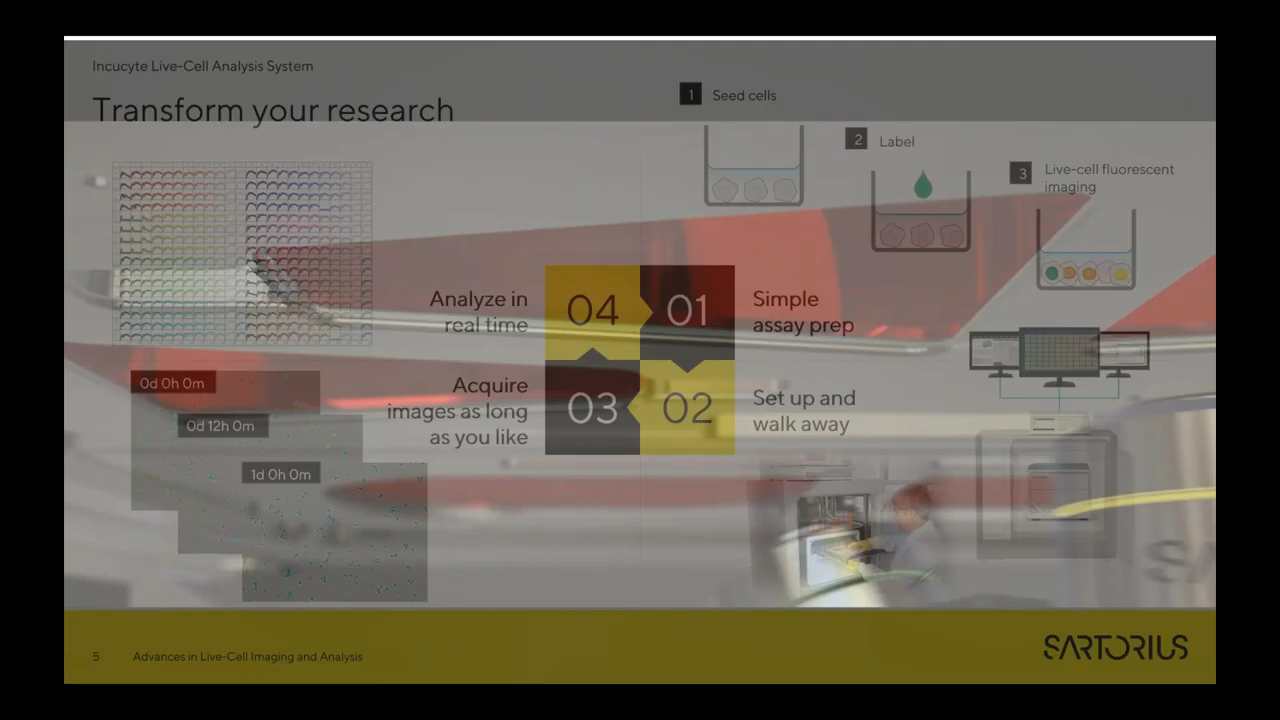 Incucyte Live-Cell Analysis System
Transform your research
1 Seed cells
2 Label
3 Live-cell fluorescent
imaging
04
Analyze in
real time
01
Simple
assay prep
03
Acquire
images as long
as you like
02
Set up and
walk away
0d 0h 0m
0d 12h 0m
1d 0h 0m
5 Advances in Live-Cell Imaging and Analysis
SARTORIUS